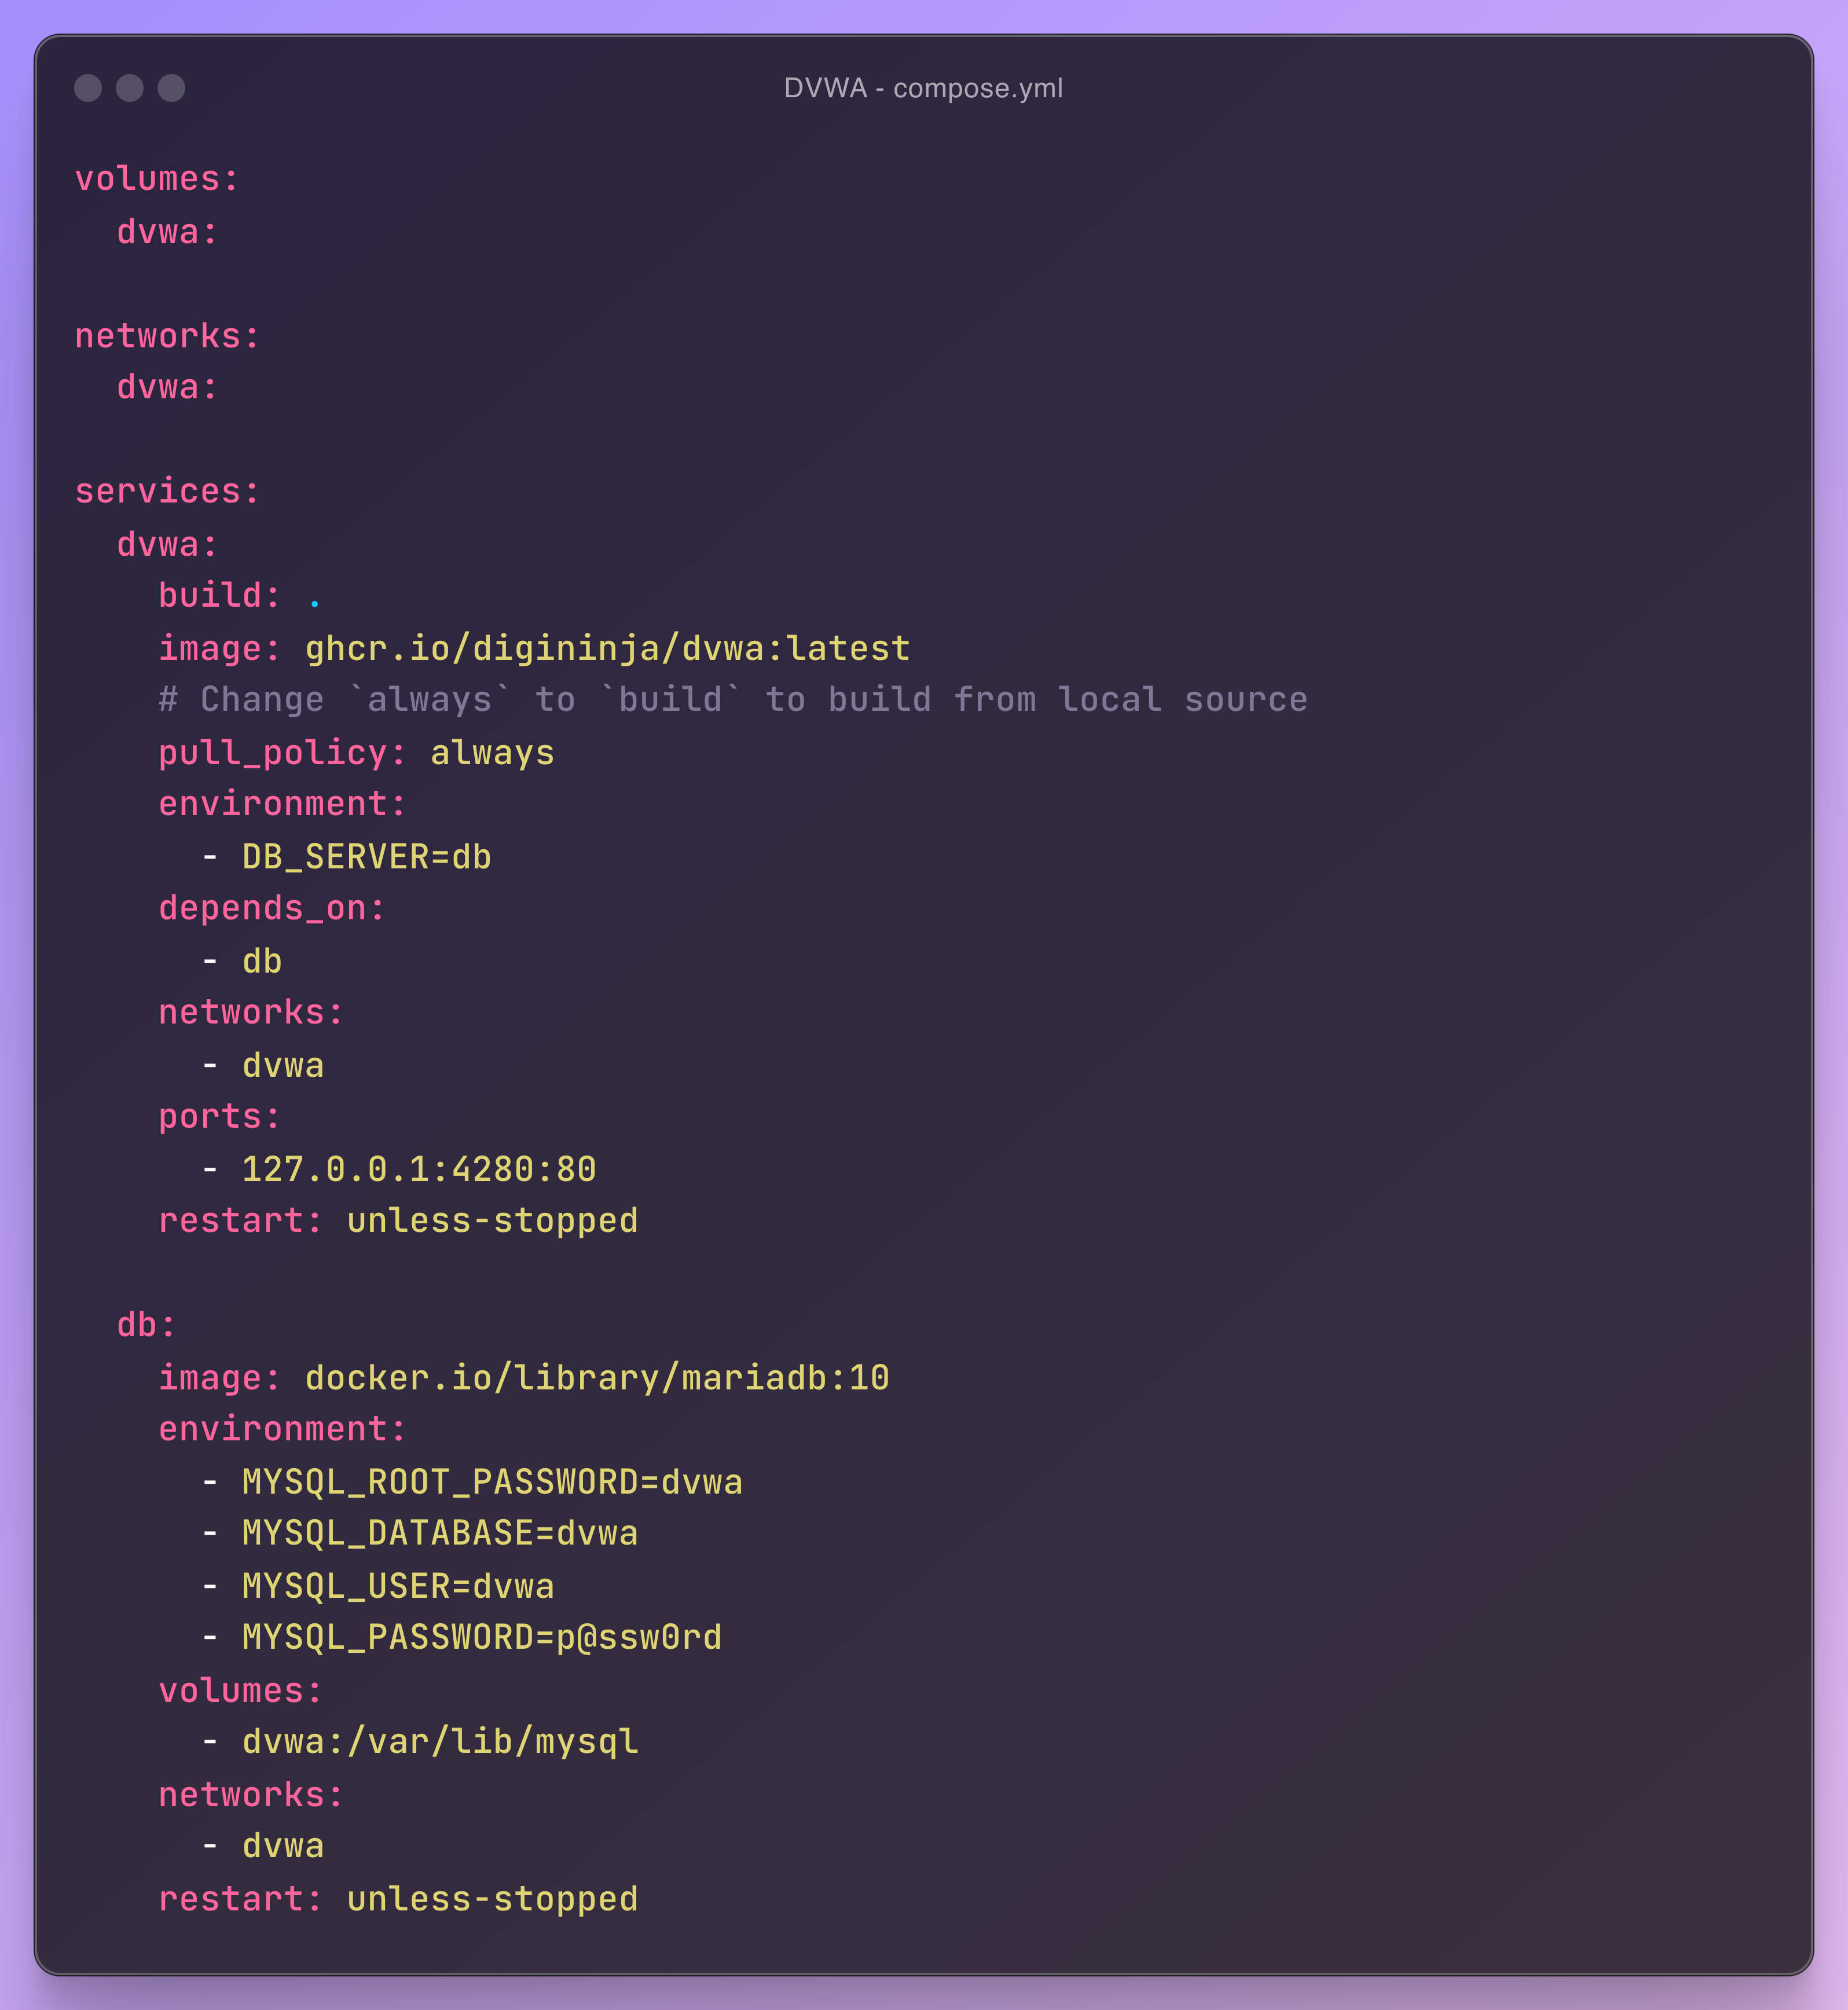 DVWA - compose.yml
volumes:
  dvwa:

networks:
  dvwa:

services:
  dvwa:
    build: .
    image: ghcr.io/digininja/dvwa:latest
    # Change `always` to `build` to build from local source
    pull_policy: always
    environment:
      - DB_SERVER=db
    depends_on:
      - db
    networks:
      - dvwa
    ports:
      - 127.0.0.1:4280:80
    restart: unless-stopped

  db:
    image: docker.io/library/mariadb:10
    environment:
      - MYSQL_ROOT_PASSWORD=dvwa
      - MYSQL_DATABASE=dvwa
      - MYSQL_USER=dvwa
      - MYSQL_PASSWORD=p@ssw0rd
    volumes:
      - dvwa:/var/lib/mysql
    networks:
      - dvwa
    restart: unless-stopped